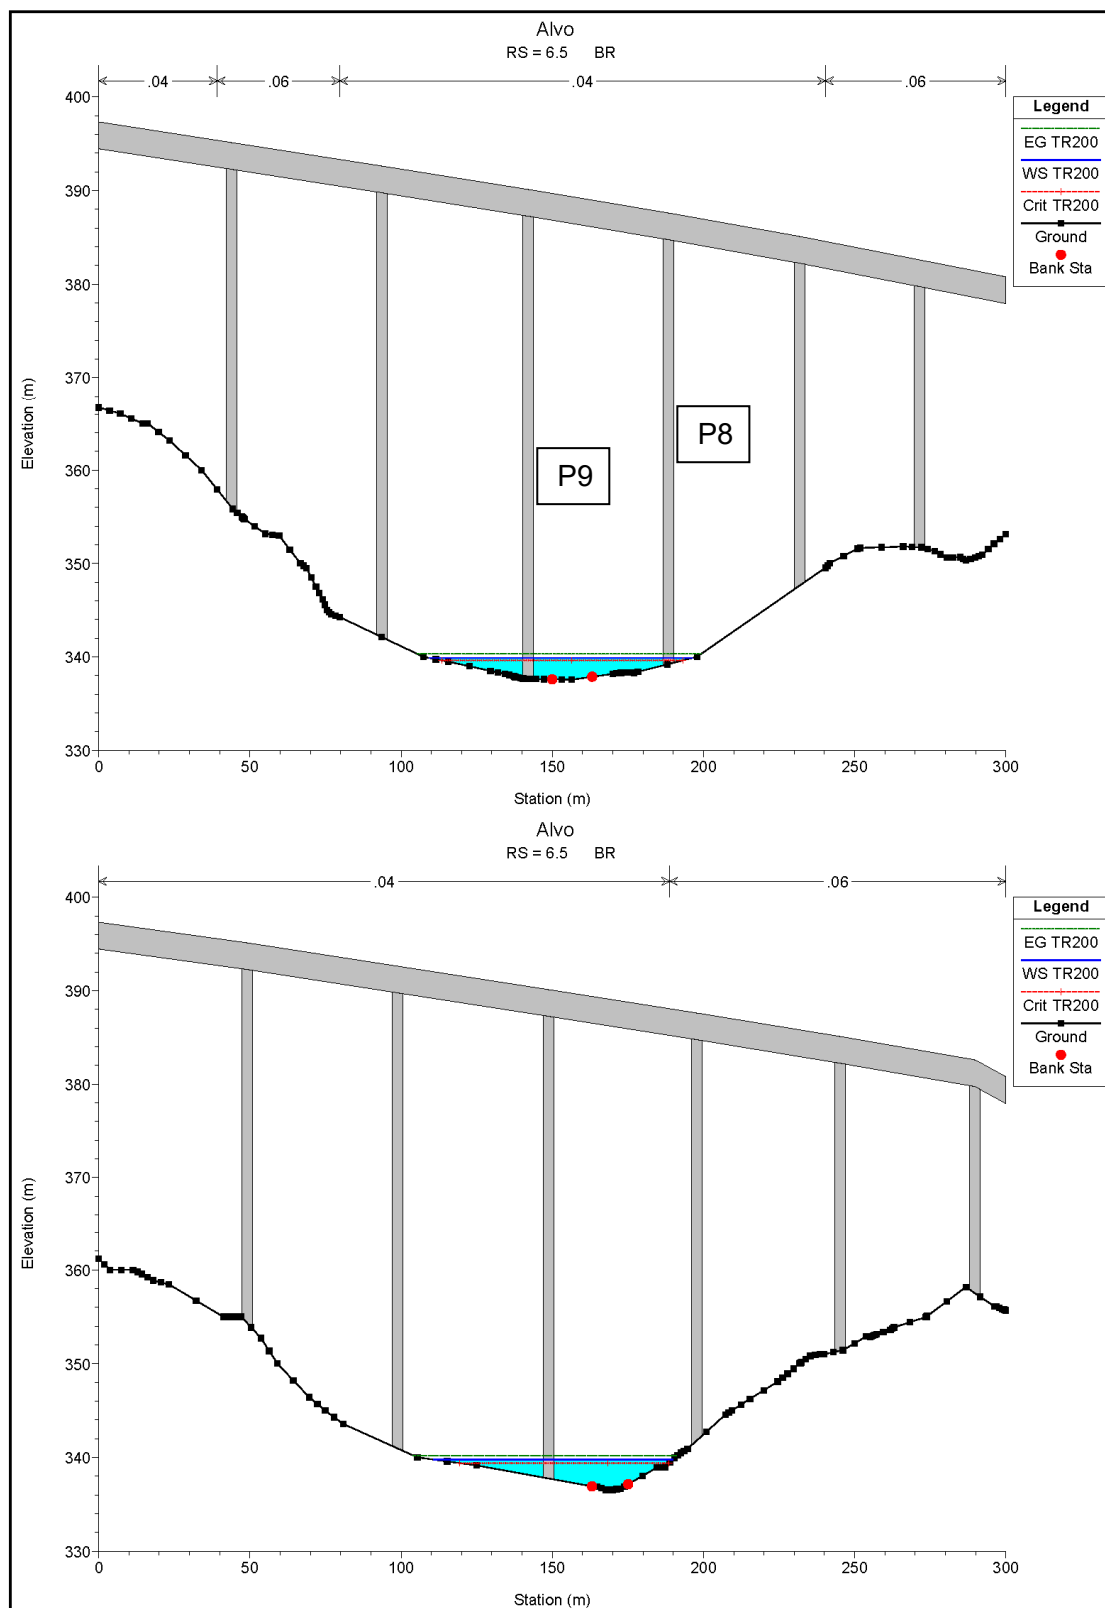 Alvo
RS = 6.5 BR
.04 .06 .04 .06
Legend
EG TR200
WS TR200
Crit TR200
Ground
Bank Sta
400
390
380
370
360
350
340
330
Elevation (m)
P8
P9
0 50 100 150 200 250 300
Station (m)
Alvo
RS = 6.5 BR
.04 .06
Legend
EG TR200
WS TR200
Crit TR200
Ground
Bank Sta
400
390
380
370
360
350
340
330
Elevation (m)
0 50 100 150 200 250 300
Station (m)